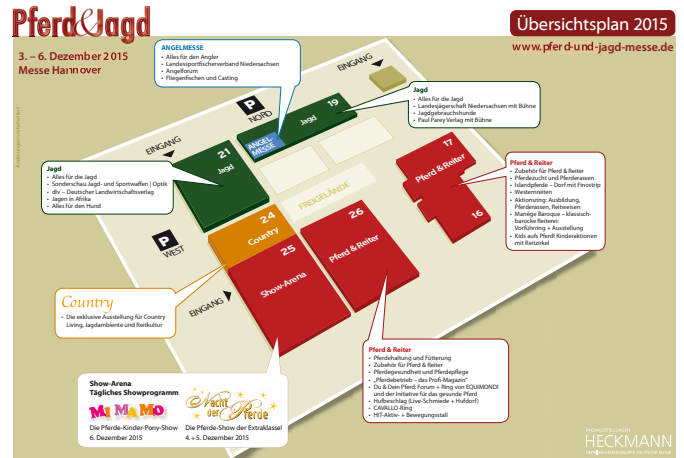 Pferd&Jagd
Übersichtsplan 2015
3. – 6. Dezember 2015
Messe Hannover
www.pferd-und-jagd-messe.de
ANGELMESSE
• Alles für den Angler
• Landessportfischerverband Niedersachsen
• Angelforum
• Fliegenfischen und Casting
EINGANG
Jagd
• Alles für die Jagd
• Landesjägerschaft Niedersachsen mit Bühne
• Jagdgebrauchshunde
• Paul Parey Verlag mit Bühne
P
NORD
19
Jagd
ANGEL-
MESSE
EINGANG
21
Jagd
Jagd
• Alles für die Jagd
• Sonderschau Jagd- und Sportwaffen | Optik
• dlv – Deutscher Landwirtschaftsverlag
• Jagen in Afrika
• Alles für den Hund
17
Pferd & Reiter
16
Pferd & Reiter
• Zubehör für Pferd & Reiter
• Pferdezucht und Pferderassen
• Islandpferde – Dorf mit Finostrip
• Westernreiten
• Aktionsring: Ausbildung,
Pferderassen, Reitweisen
• Manège Baroque – klassisch-
barocke Reiterei:
Vorführring + Ausstellung
• Kids aufs Pferd! Kinderaktionen
mit Reitzirkel
FREIGELÄNDE
24
Country
26
Pferd & Reiter
25
Show-Arena
P
WEST
EINGANG
Country
• Die exklusive Ausstellung für Country
Living, Jagdambiente und Reitkultur
Pferd & Reiter
• Pferdehaltung und Fütterung
• Zubehör für Pferd & Reiter
• Pferdegesundheit und Pferdepflege
• „Pferdebetrieb – das Profi-Magazin“
• Du & Dein Pferd: Forum + Ring von EQUIMONDI
und der Initiative für das gesunde Pferd
• Hufbeschlag (Live-Schmiede + Hufdorf)
• CAVALLO-Ring
• HIT-Aktiv- + Bewegungsstall
Show-Arena
Tägliches Showprogramm
MiMaMo
Nacht
der Pferde
Die Pferde-Kinder-Pony-Show
6. Dezember 2015
Die Pferde-Show der Extraklasse!
4. + 5. Dezember 2015
FACHAUSSTELLUNGEN
HECKMANN